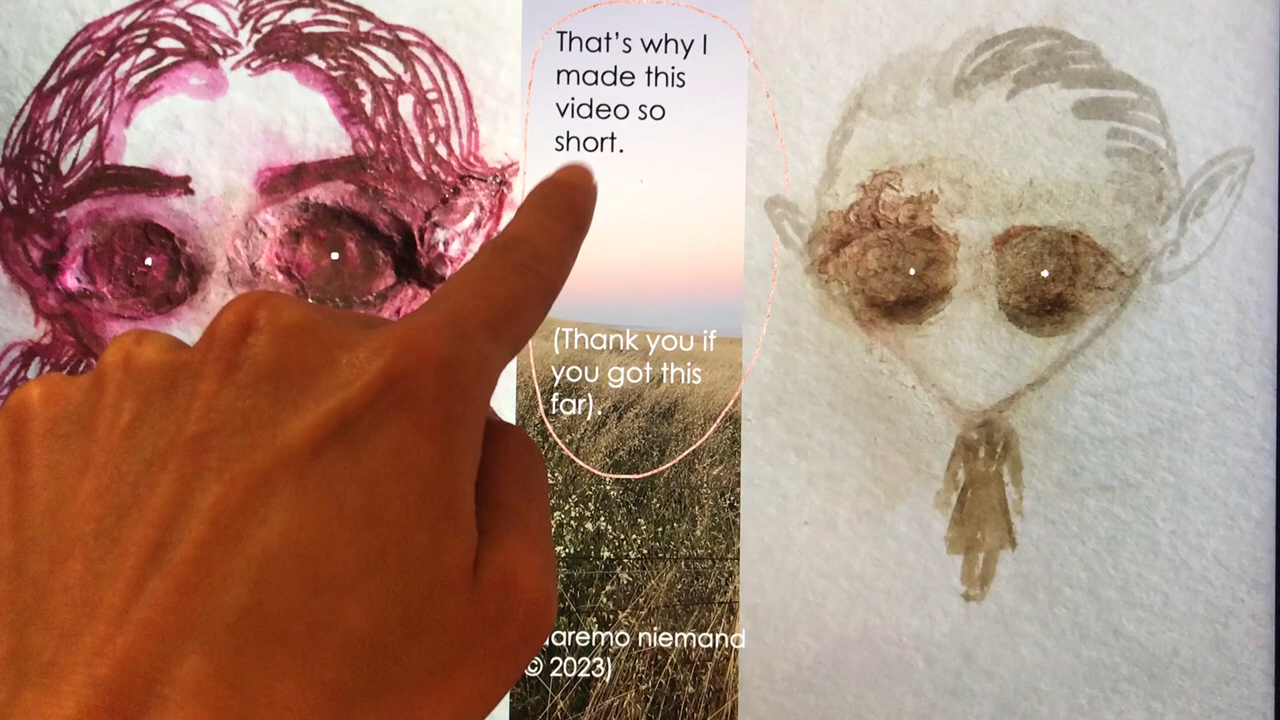 That's why I
made this
video so
short.
(Thank you if
you got this
far).
niemand
© 2023)